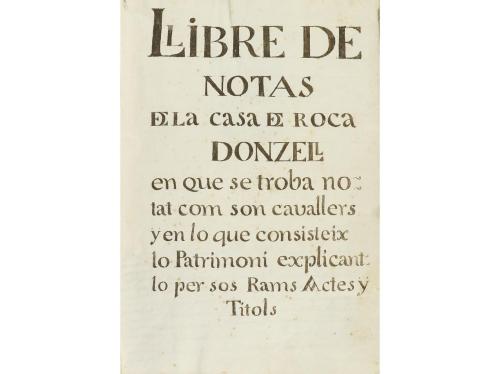 LLIBRE DE
NOTAS
DE LA CASA DE ROCA
DONZELL
en que se troba no=
tat com son cavallers
y en lo que consisteix
lo Patrimoni explicant=
lo per sos Rams Actes y
Titols